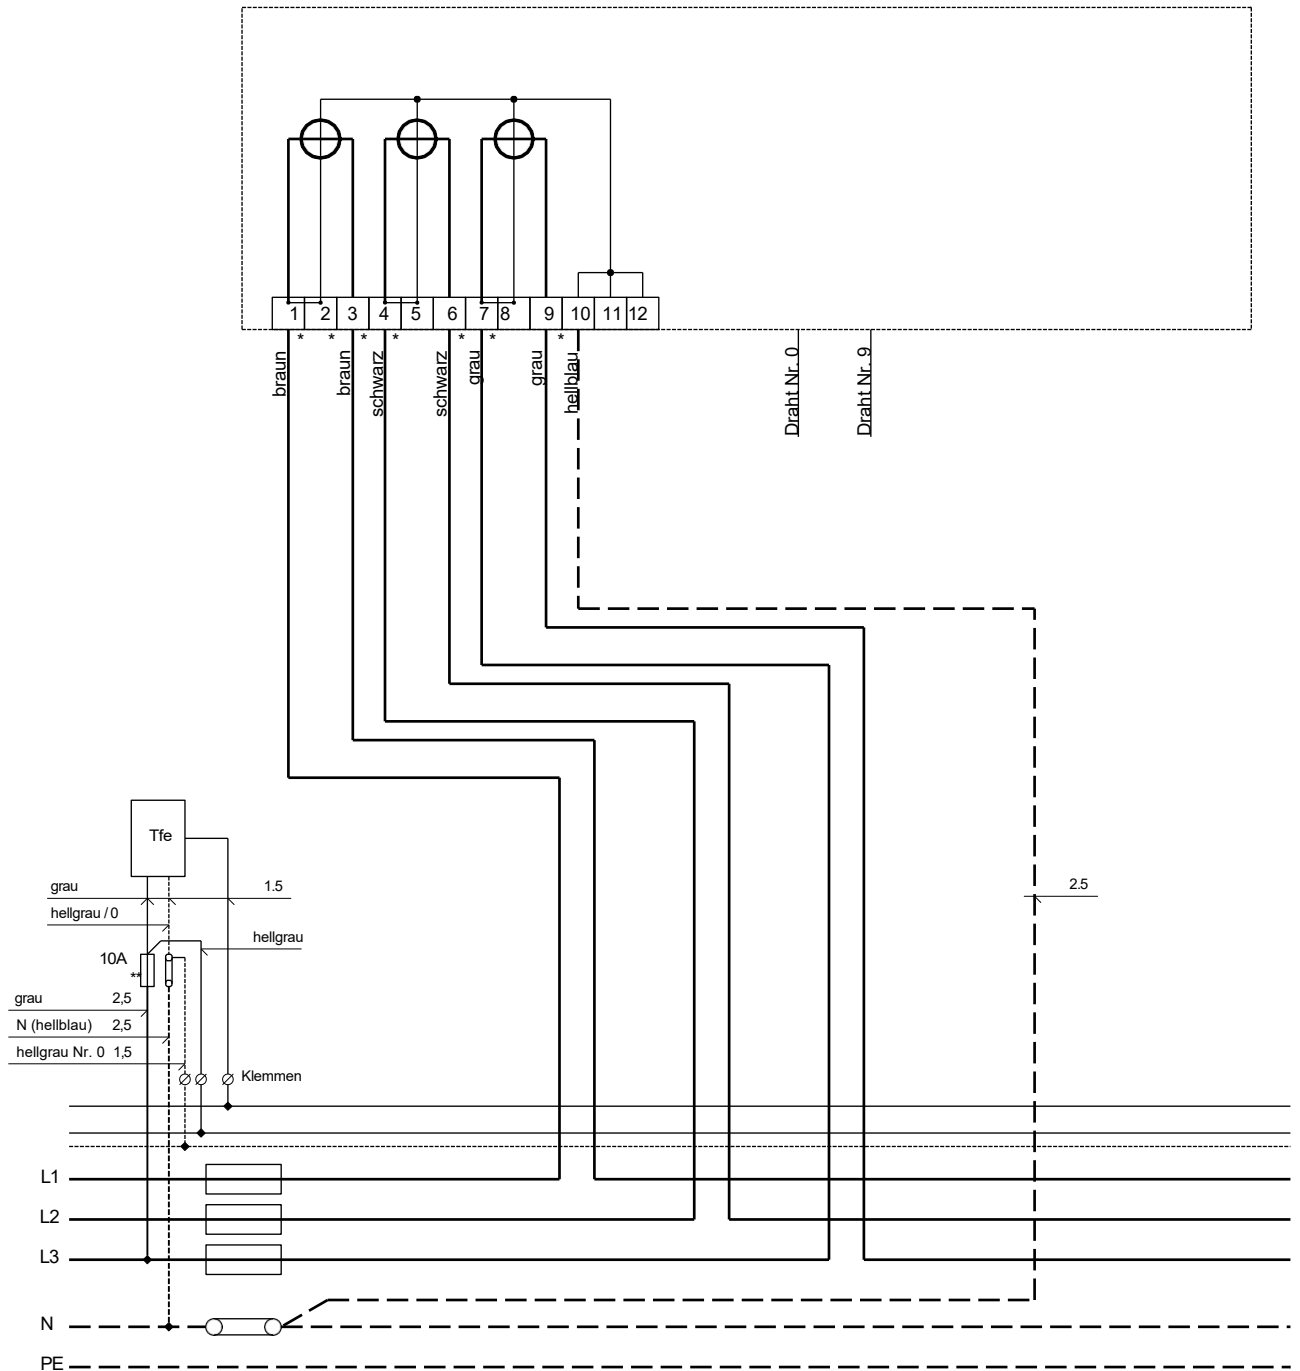 1 2 3 4 5 6 7 8 9 10 11 12
* * * * * * *
braun
braun
schwarz
schwarz
grau
grau
hellblau
Draht Nr. 0
Draht Nr. 9
Tfe
grau 1.5
2.5
hellgrau / 0
hellgrau
10A
**
grau 2,5
N (hellblau) 2,5
hellgrau Nr. 0 1,5
Klemmen
L1
L2
L3
N
PE